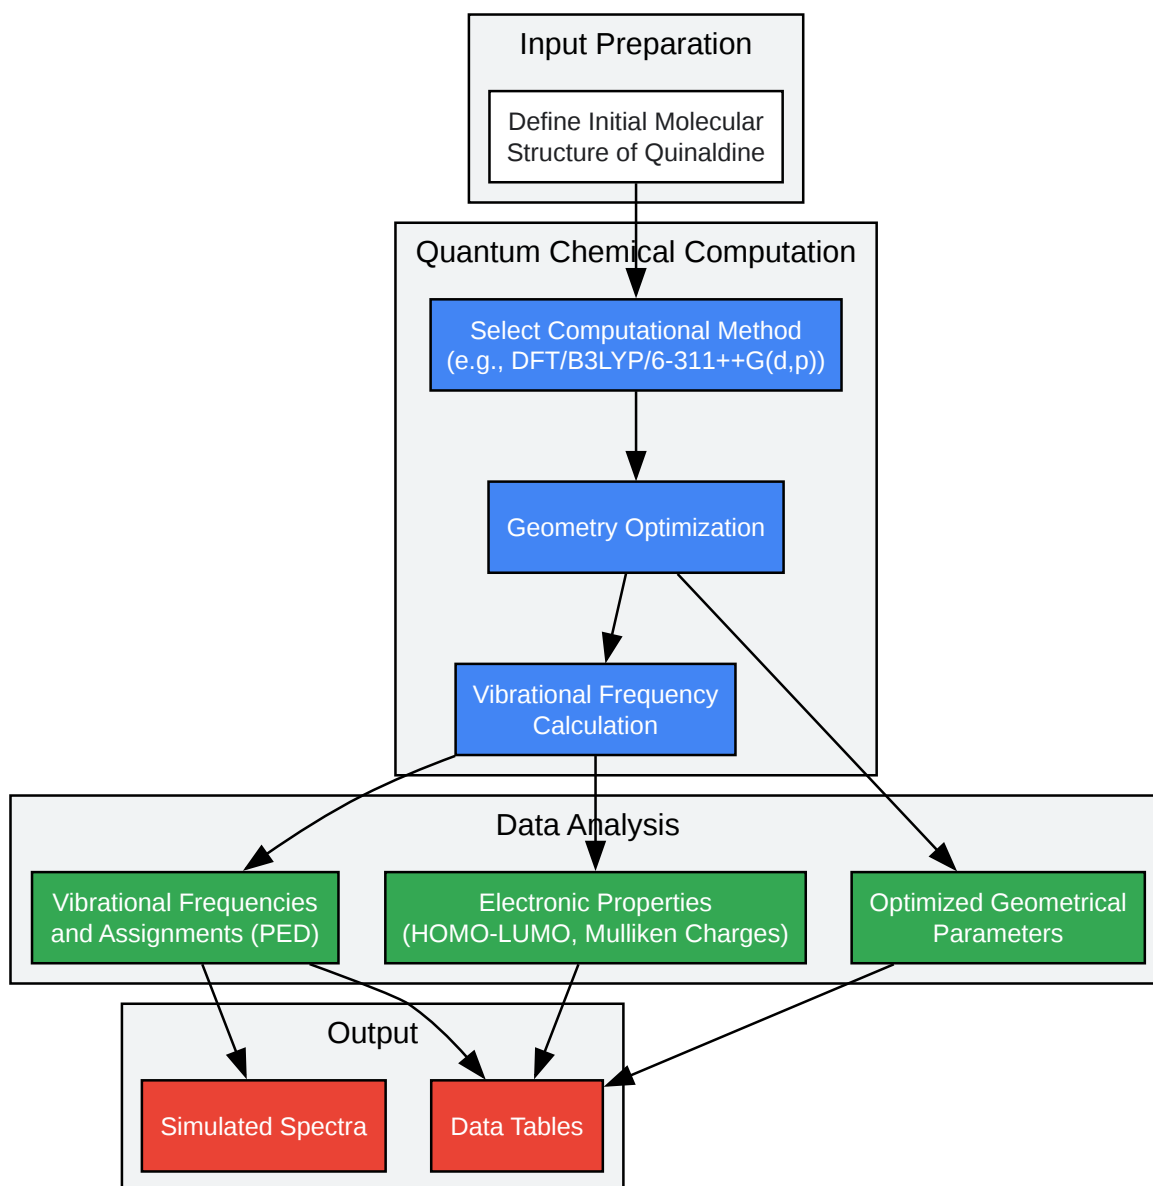 Input Preparation
Define Initial Molecular
Structure of Quinaldine
Quantum Chemical Computation
Select Computational Method
(e.g., DFT/B3LYP/6-311++G(d,p))
Geometry Optimization
Vibrational Frequency
Calculation
Data Analysis
Vibrational Frequencies
and Assignments (PED)
Electronic Properties
(HOMO-LUMO, Mulliken Charges)
Optimized Geometrical
Parameters
Output
Simulated Spectra
Data Tables